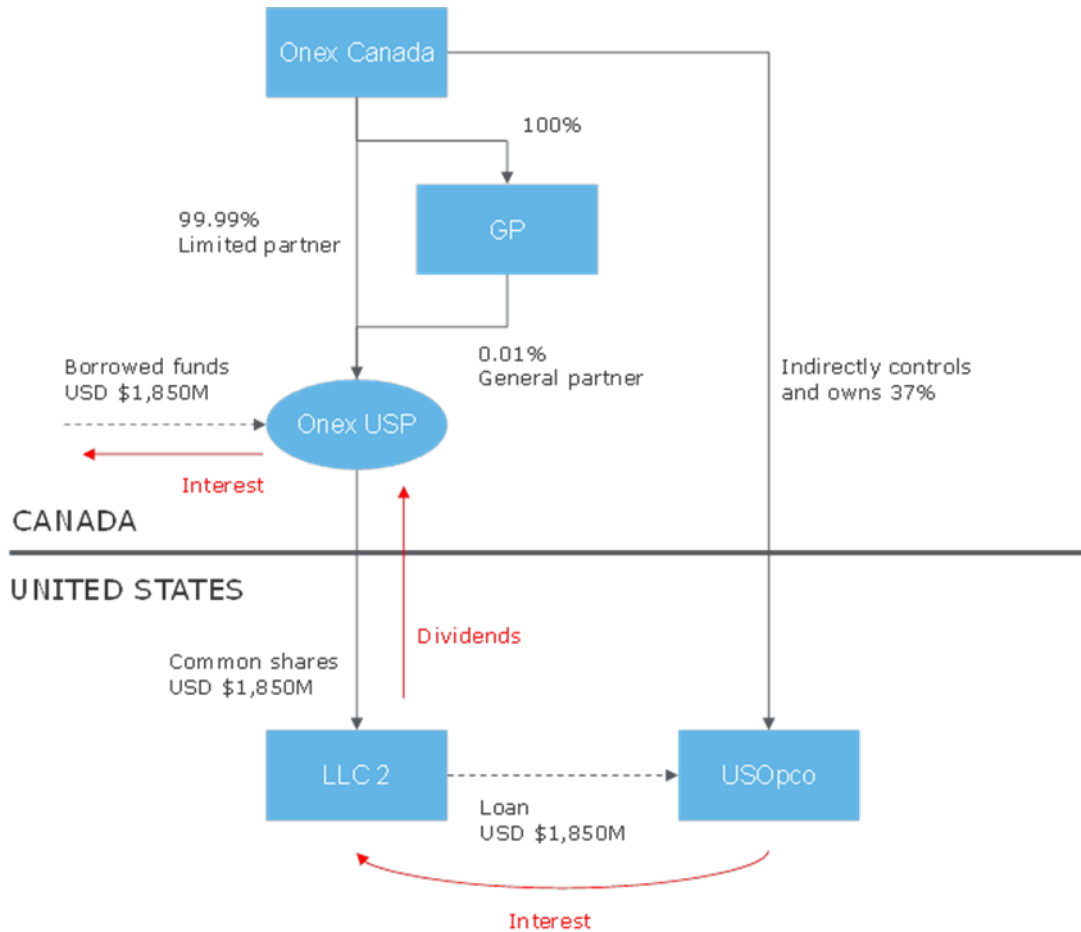 Onex Canada
100%
GP
99.99%
Limited partner
0.01%
General partner
Borrowed funds
USD $1,850M
Indirectly controls
and owns 37%
Onex USP
Interest
CANADA
UNITED STATES
Dividends
Common shares
USD $1,850M
LLC 2
USOpco
Loan
USD $1,850M
Interest